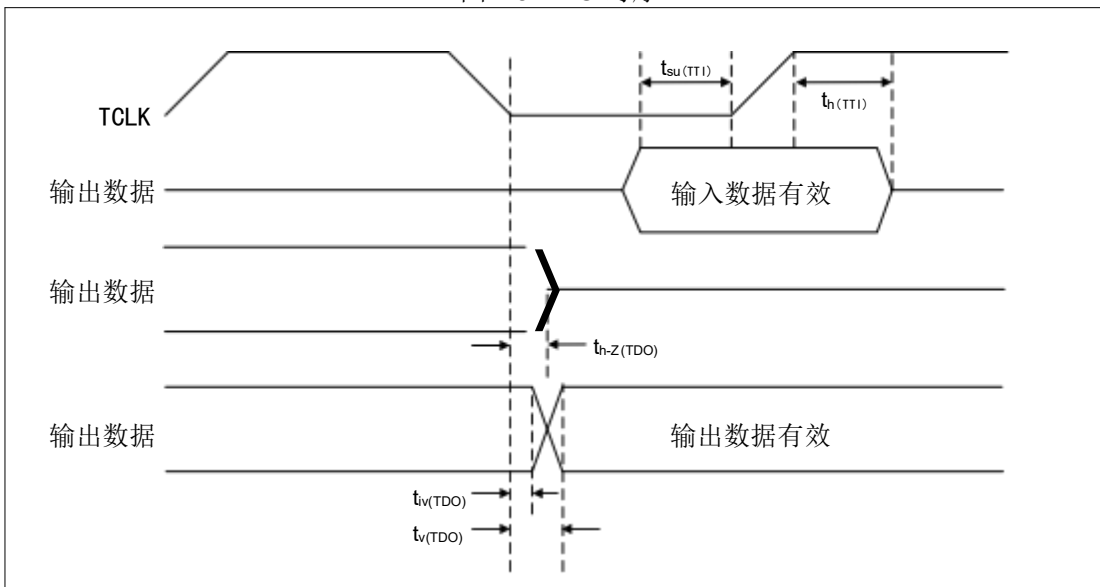 tsu(TTI)
th(TTI)
TCLK
输出数据
输入数据有效
输出数据
th-Z(TDO)
输出数据
输出数据有效
tiv(TDO)
tv(TDO)